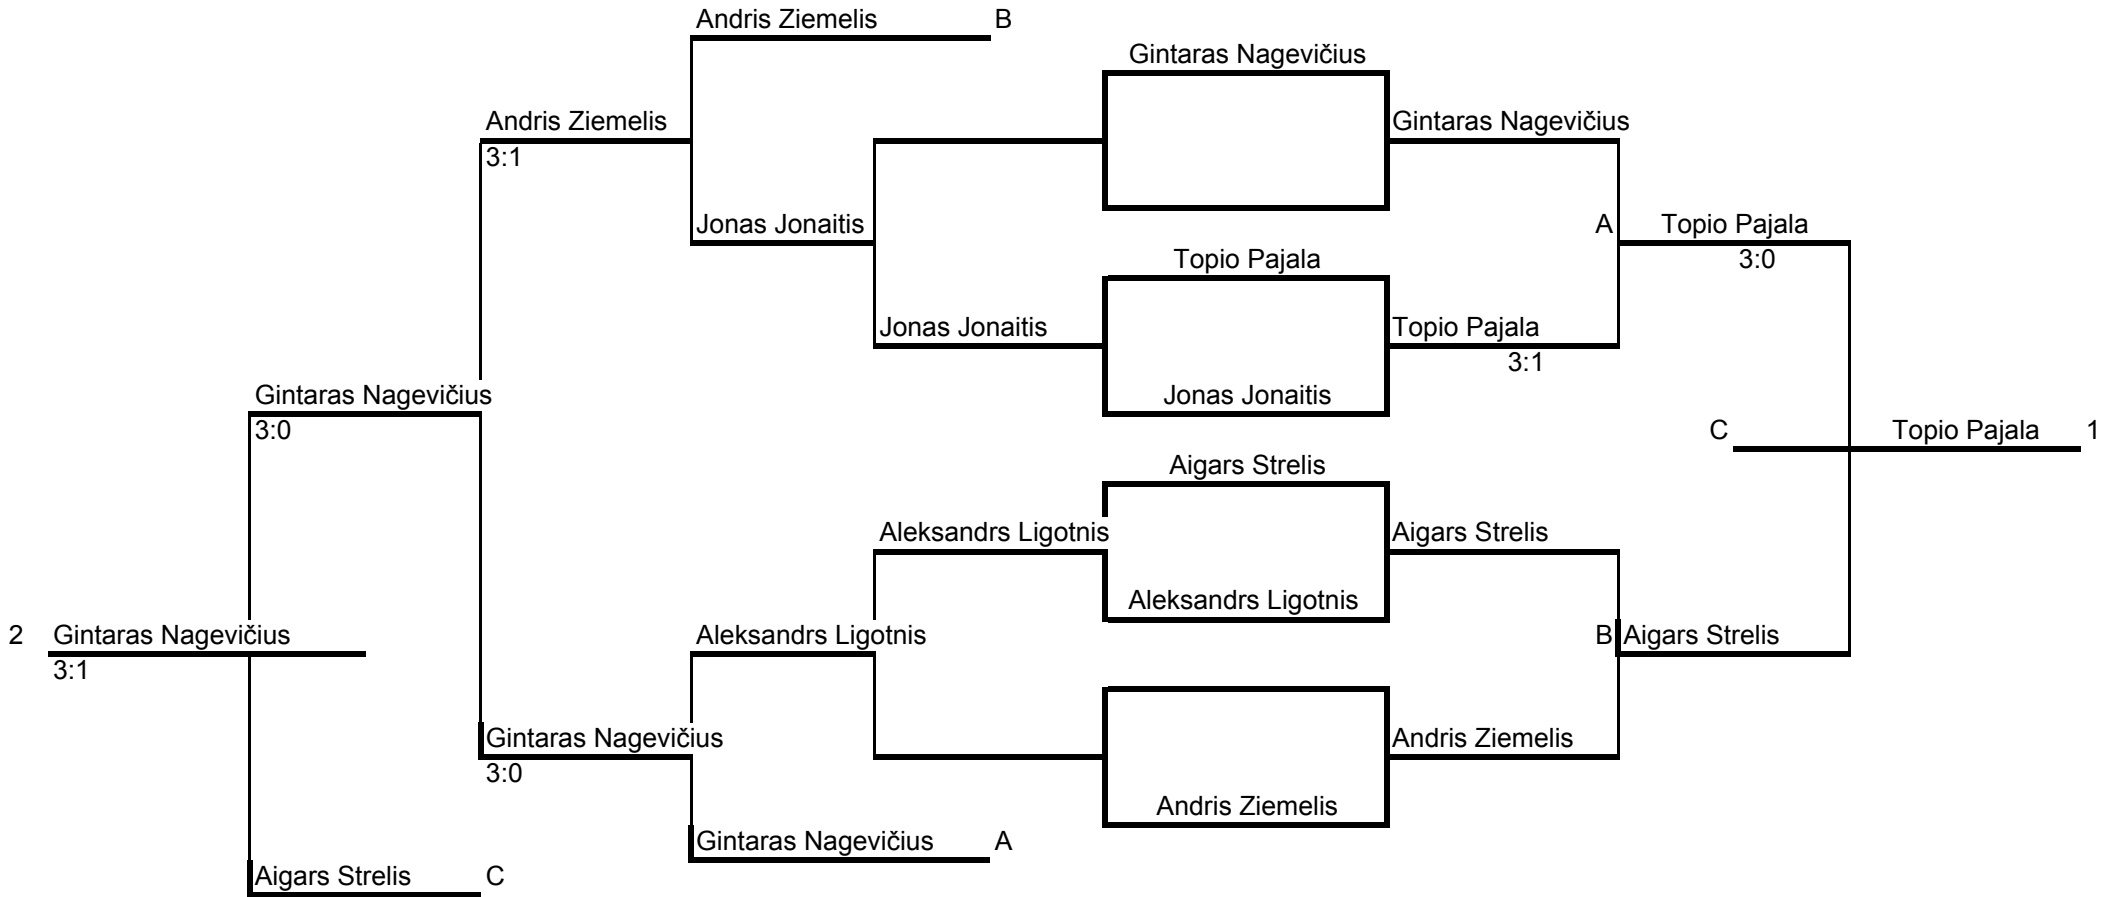 Andris Ziemelis B
Gintaras Nagevičius
Andris Ziemelis Gintaras Nagevičius
3:1
Jonas Jonaitis A Topio Pajala
Topio Pajala 3:0
Jonas Jonaitis Topio Pajala
3:1
Gintaras Nagevičius Jonas Jonaitis
3:0 C Topio Pajala 1
Aigars Strelis
Aleksandrs Ligotnis Aigars Strelis
Aleksandrs Ligotnis
2 Gintaras Nagevičius Aleksandrs Ligotnis B Aigars Strelis
3:1
Gintaras Nagevičius Andris Ziemelis
3:0
Andris Ziemelis
Gintaras Nagevičius A
Aigars Strelis C